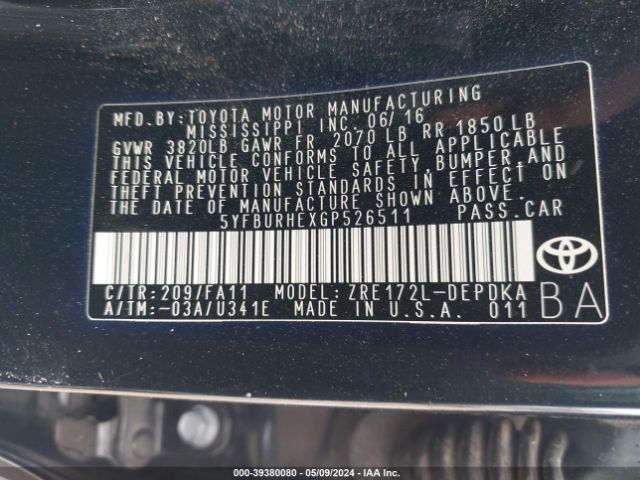 MFD.BY:TOYOTA MOTOR MANUFACTURING
MISSISSIPPI INC. 06/16
GVWR 3820LB GAWR FR 2070 LB RR 1850 LB
THIS VEHICLE CONFORMS TO ALL APPLICABLE
FEDERAL MOTOR VEHICLE SAFETY, BUMPER, AND
THEFT PREVENTION STANDARDS IN EFFECT ON
THE DATE OF MANUFACTURE SHOWN ABOVE.
5YFBURHEXGP526511 PASS.CAR
C/TR:209/FA11 MODEL: ZRE172L-DEPDKA
A/TM:-03A/U341E MADE IN U.S.A. 011
BA
000-39380080 - 05/09/2024 - IAA Inc.